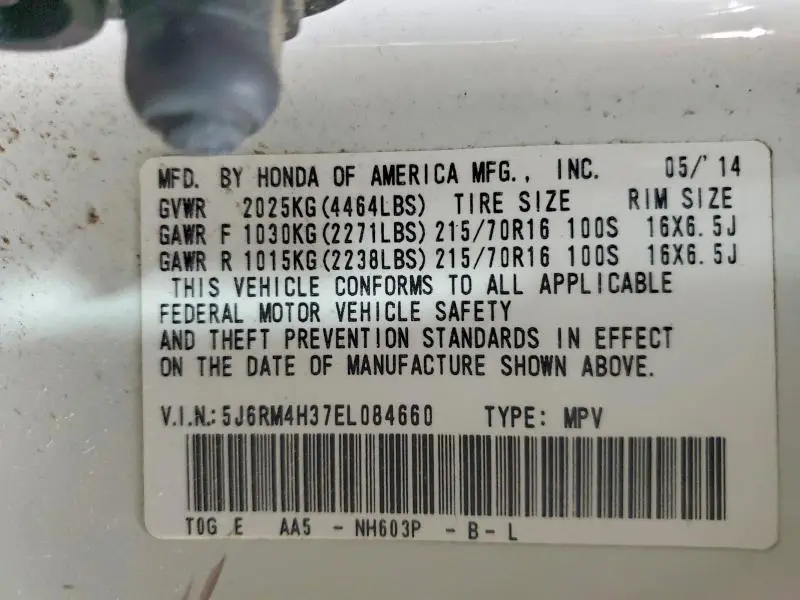 MFD. BY HONDA OF AMERICA MFG., INC. 05/'14
GVWR 2025KG(4464LBS) TIRE SIZE RIM SIZE
GAWR F 1030KG(2271LBS) 215/70R16 100S 16X6.5J
GAWR R 1015KG(2238LBS) 215/70R16 100S 16X6.5J
THIS VEHICLE CONFORMS TO ALL APPLICABLE
FEDERAL MOTOR VEHICLE SAFETY
AND THEFT PREVENTION STANDARDS IN EFFECT
ON THE DATE OF MANUFACTURE SHOWN ABOVE.
V.I.N.: 5J6RM4H37EL084660 TYPE: MPV
T0G E AA5 - NH603P - B - L